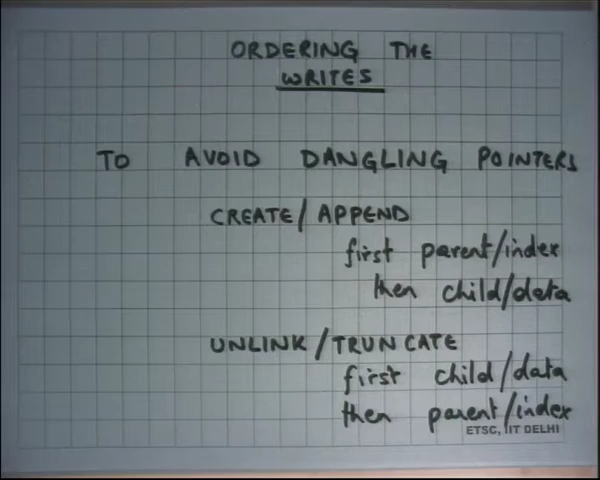 ORDERING THE
WRITES
TO AVOID DANGLING POINTERS
CREATE/APPEND
first parent/index
then child/data
UNLINK/TRUNCATE
first child/data
then parent/index
ETSC, IIT DELHI